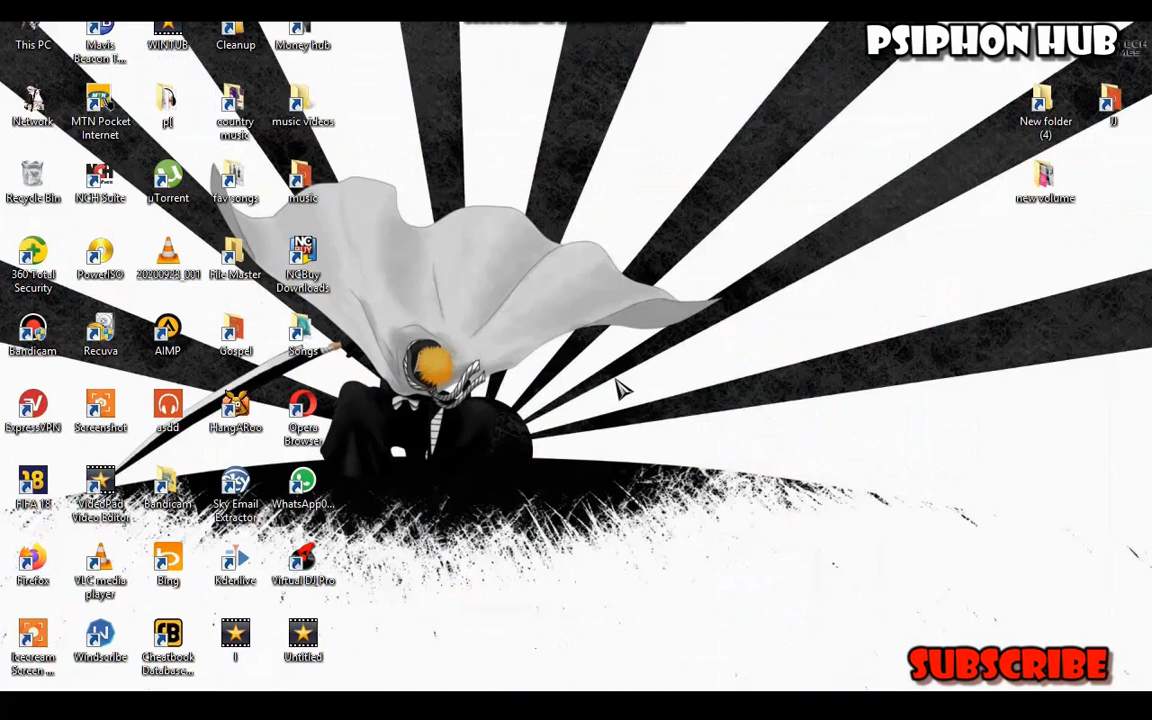 PSIPHON HUB
This PC
Mavis
Beacon T...
WINTUB
Cleanup
Money hub
Network
MTN Pocket
Internet
p[
country
music
music videos
New folder
(4)
JJ
Recycle Bin
NCH Suite
µTorrent
fav songs
music
new volume
360 Total
Security
PowerISO
20200923_001
File Master
NCBuy
Downloads
Bandicam
Recuva
AIMP
Gospel
Songs
ExpressVPN
Screenshot
asdd
HangARoo
Opera
Browser
FIFA 18
VideoPad
Video Editor
Bandicam
Sky Email
Extractor
WhatsApp0...
Firefox
VLC media
player
Bing
Kdenlive
Virtual DJ Pro
Icecream
Screen ...
Windscribe
Cheatbook
Database...
Untitled
SUBSCRIBE